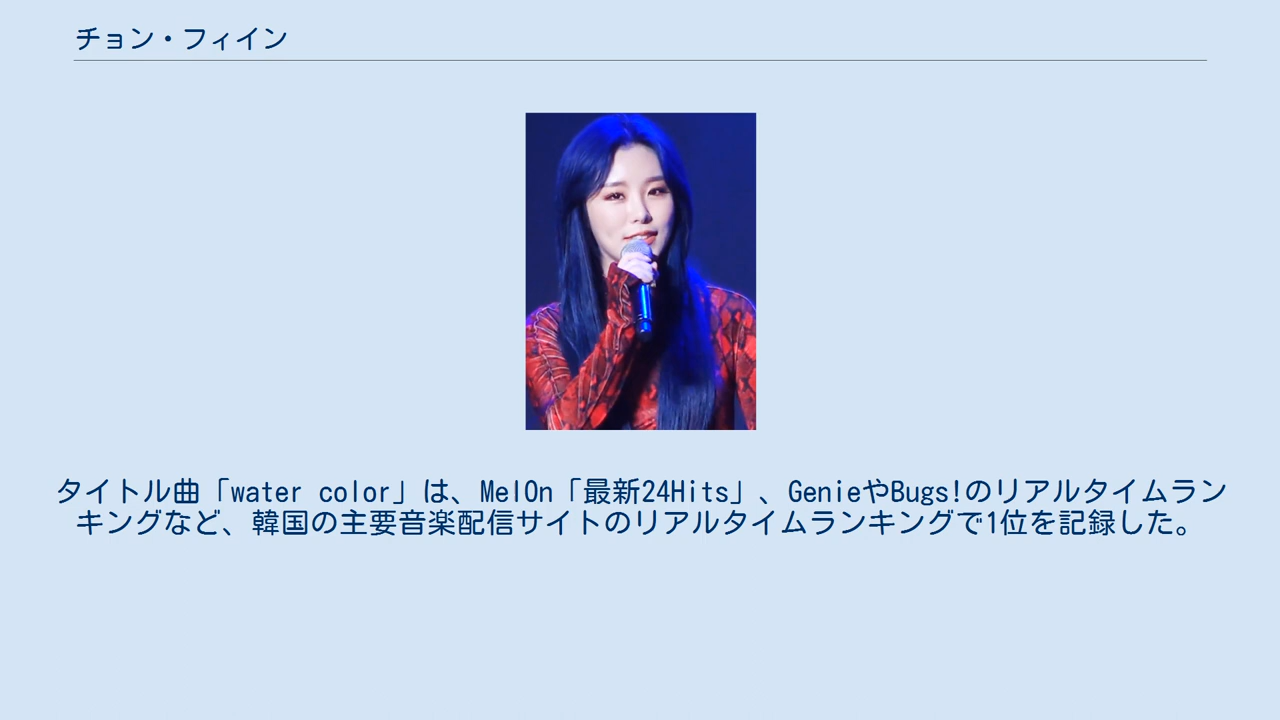 チョン・フィイン
タイトル曲「water color」は、MelOn「最新24Hits」、GenieやBugs!のリアルタイムラン
キングなど、韓国の主要音楽配信サイトのリアルタイムランキングで1位を記録した。